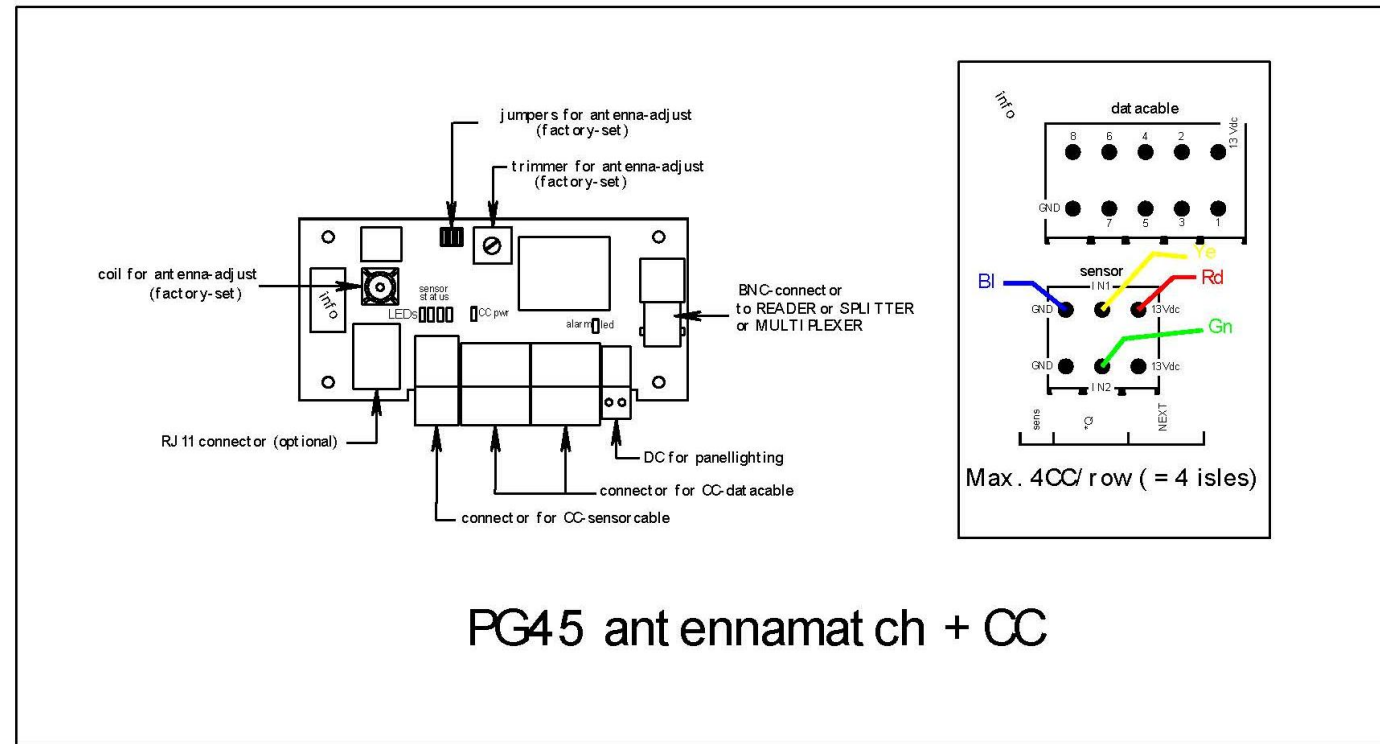 jumpers for antenna-adjust
(factory-set)
trimmer for antenna-adjust
(factory-set)
coil for antenna-adjust
(factory-set)
info
sensor
status
LEDs
CC pwr
alarm led
BNC-connector
to READER or SPLITTER
or MULTIPLEXER
RJ11 connector (optional)
DC for panellighting
connector for CC-datacable
connector for CC-sensorcable
info
datacable
8 6 4 2 13 Vdc
GND 7 5 3 1
sensor
Ye
Bl
IN1
Rd
GND 13Vdc
Gn
GND 13Vdc
IN2
sens
NEXT
Max. 4CC/row ( = 4 isles)
PG45 antennamatch + CC